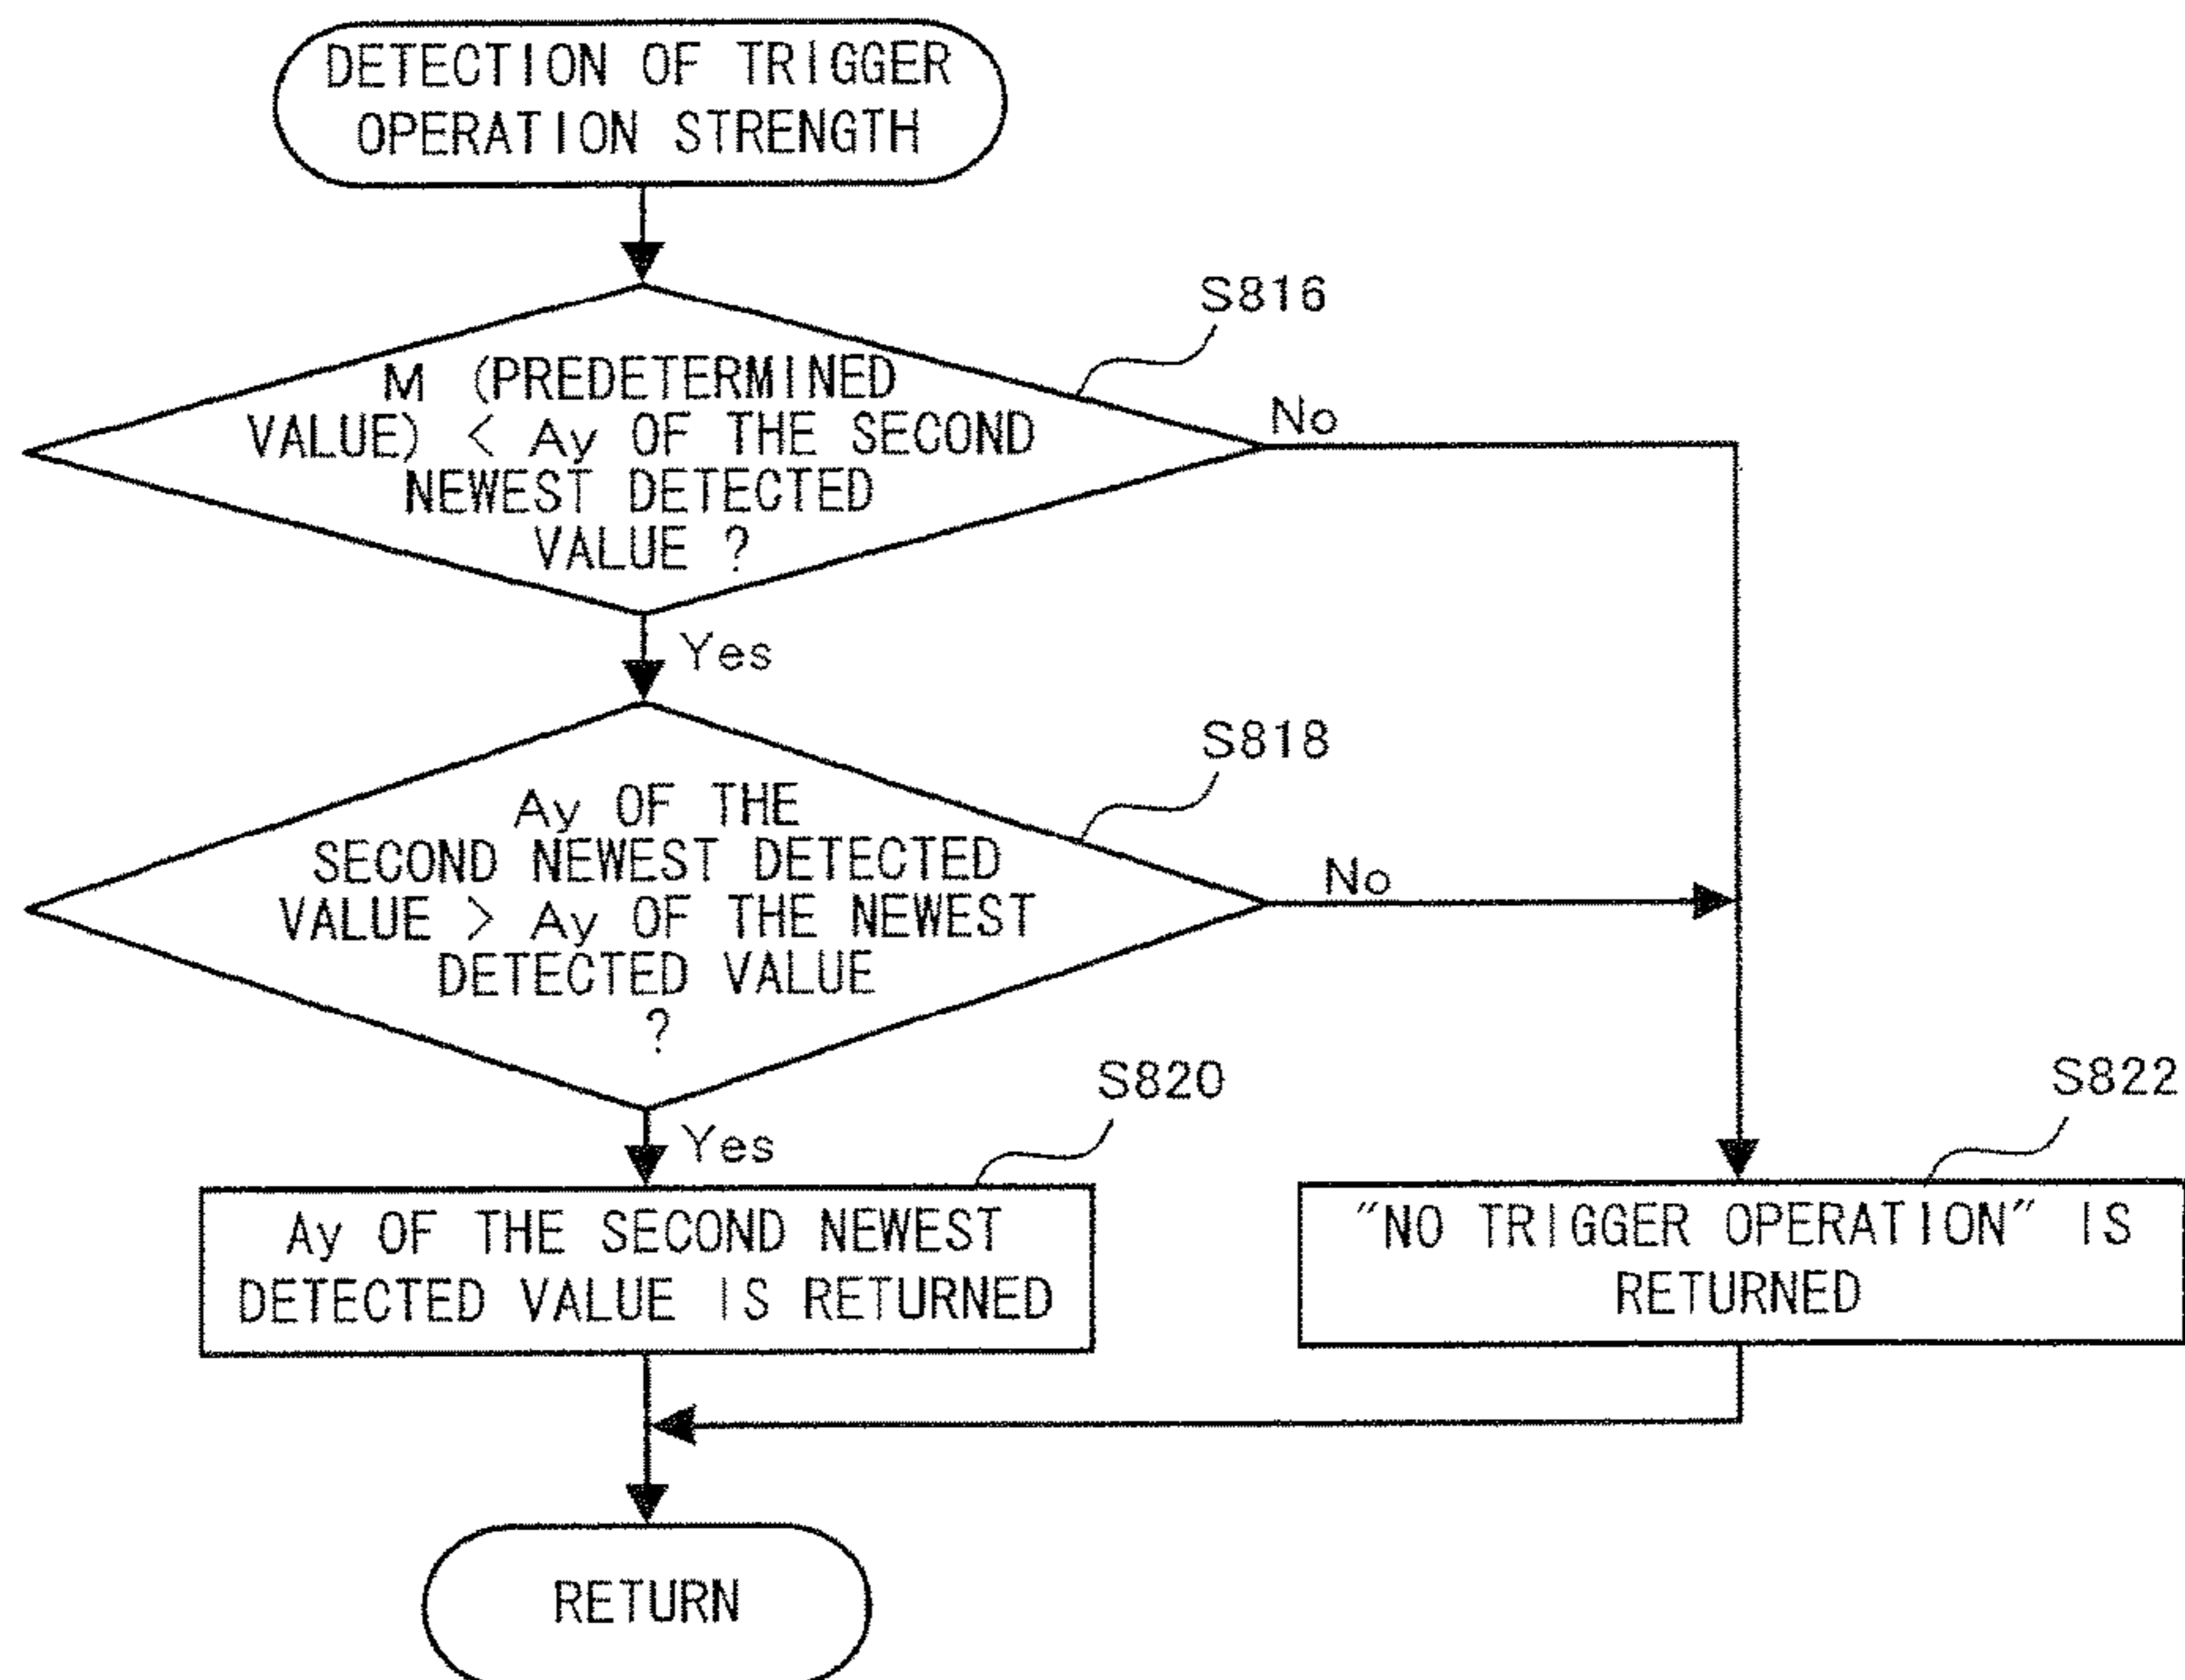 DETECTION OF TRIGGER
OPERATION STRENGTH
S816
M (PREDETERMINED
VALUE) < Ay OF THE SECOND
NEWEST DETECTED
VALUE ?
No
Yes
S818
Ay OF THE
SECOND NEWEST DETECTED
VALUE > Ay OF THE NEWEST
DETECTED VALUE
?
No
Yes
S820
Ay OF THE SECOND NEWEST
DETECTED VALUE IS RETURNED
S822
"NO TRIGGER OPERATION" IS
RETURNED
RETURN